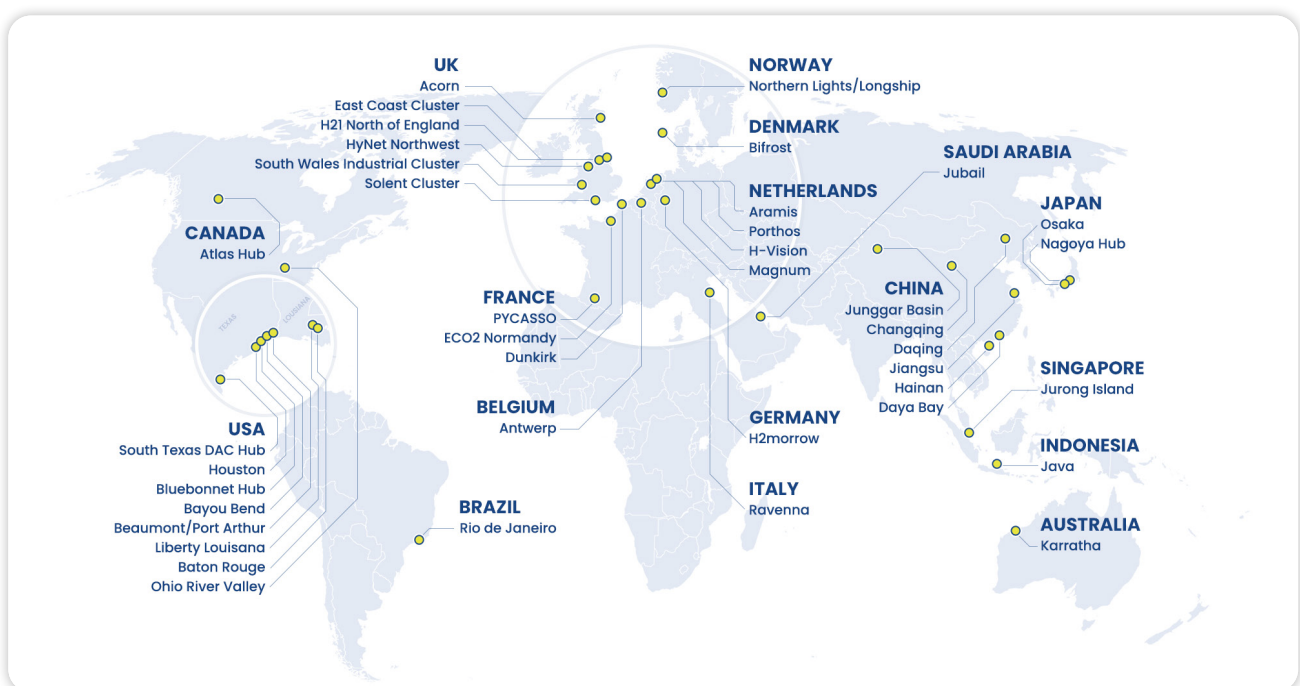 UK
Acorn
East Coast Cluster
H21 North of England
HyNet Northwest
South Wales Industrial Cluster
Solent Cluster
NORWAY
Northern Lights/Longship
DENMARK
Bifrost
SAUDI ARABIA
Jubail
NETHERLANDS
Aramis
Porthos
H-Vision
Magnum
JAPAN
Osaka
Nagoya Hub
CANADA
Atlas Hub
TEXAS
LOUISIANA
FRANCE
PYCASSO
ECO2 Normandy
Dunkirk
CHINA
Junggar Basin
Changqing
Daqing
Jiangsu
Hainan
Daya Bay
SINGAPORE
Jurong Island
BELGIUM
Antwerp
GERMANY
H2morrow
USA
South Texas DAC Hub
Houston
Bluebonnet Hub
Bayou Bend
Beaumont/Port Arthur
Liberty Louisana
Baton Rouge
Ohio River Valley
INDONESIA
Java
ITALY
Ravenna
BRAZIL
Rio de Janeiro
AUSTRALIA
Karratha